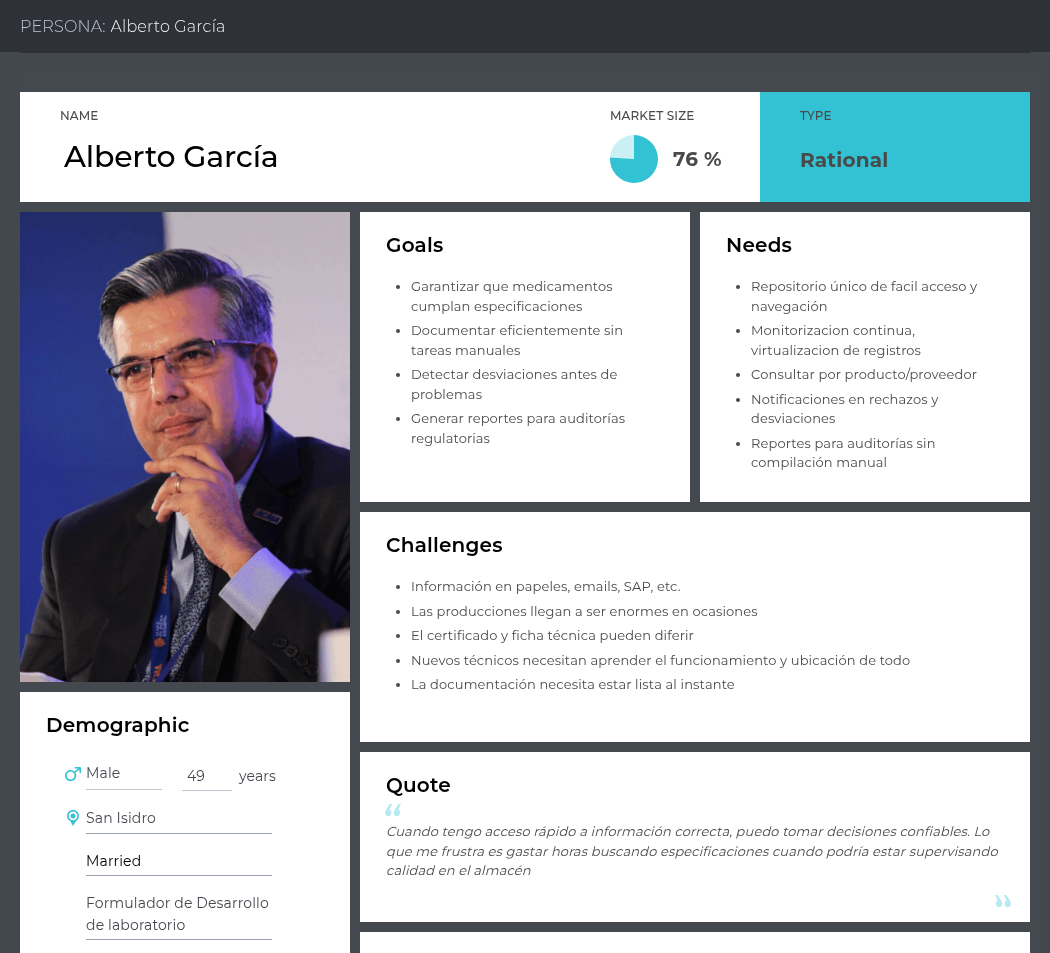 PERSONA: Alberto García
NAME
Alberto García
MARKET SIZE
76 %
TYPE
Rational
Goals
• Garantizar que medicamentos
cumplan especificaciones
• Documentar eficientemente sin
tareas manuales
• Detectar desviaciones antes de
problemas
• Generar reportes para auditorías
regulatorias
Needs
• Repositorio único de facil acceso y
navegación
• Monitorizacion continua,
virtualizacion de registros
• Consultar por producto/proveedor
• Notificaciones en rechazos y
desviaciones
• Reportes para auditorías sin
compilación manual
Challenges
• Información en papeles, emails, SAP, etc.
• Las producciones llegan a ser enormes en ocasiones
• El certificado y ficha técnica pueden diferir
• Nuevos técnicos necesitan aprender el funcionamiento y ubicación de todo
• La documentación necesita estar lista al instante
Demographic
Male 49 years
San Isidro
Married
Formulador de Desarrollo
de laboratorio
Quote
“
Cuando tengo acceso rápido a información correcta, puedo tomar decisiones confiables. Lo
que me frustra es gastar horas buscando especificaciones cuando podría estar supervisando
calidad en el almacén
”